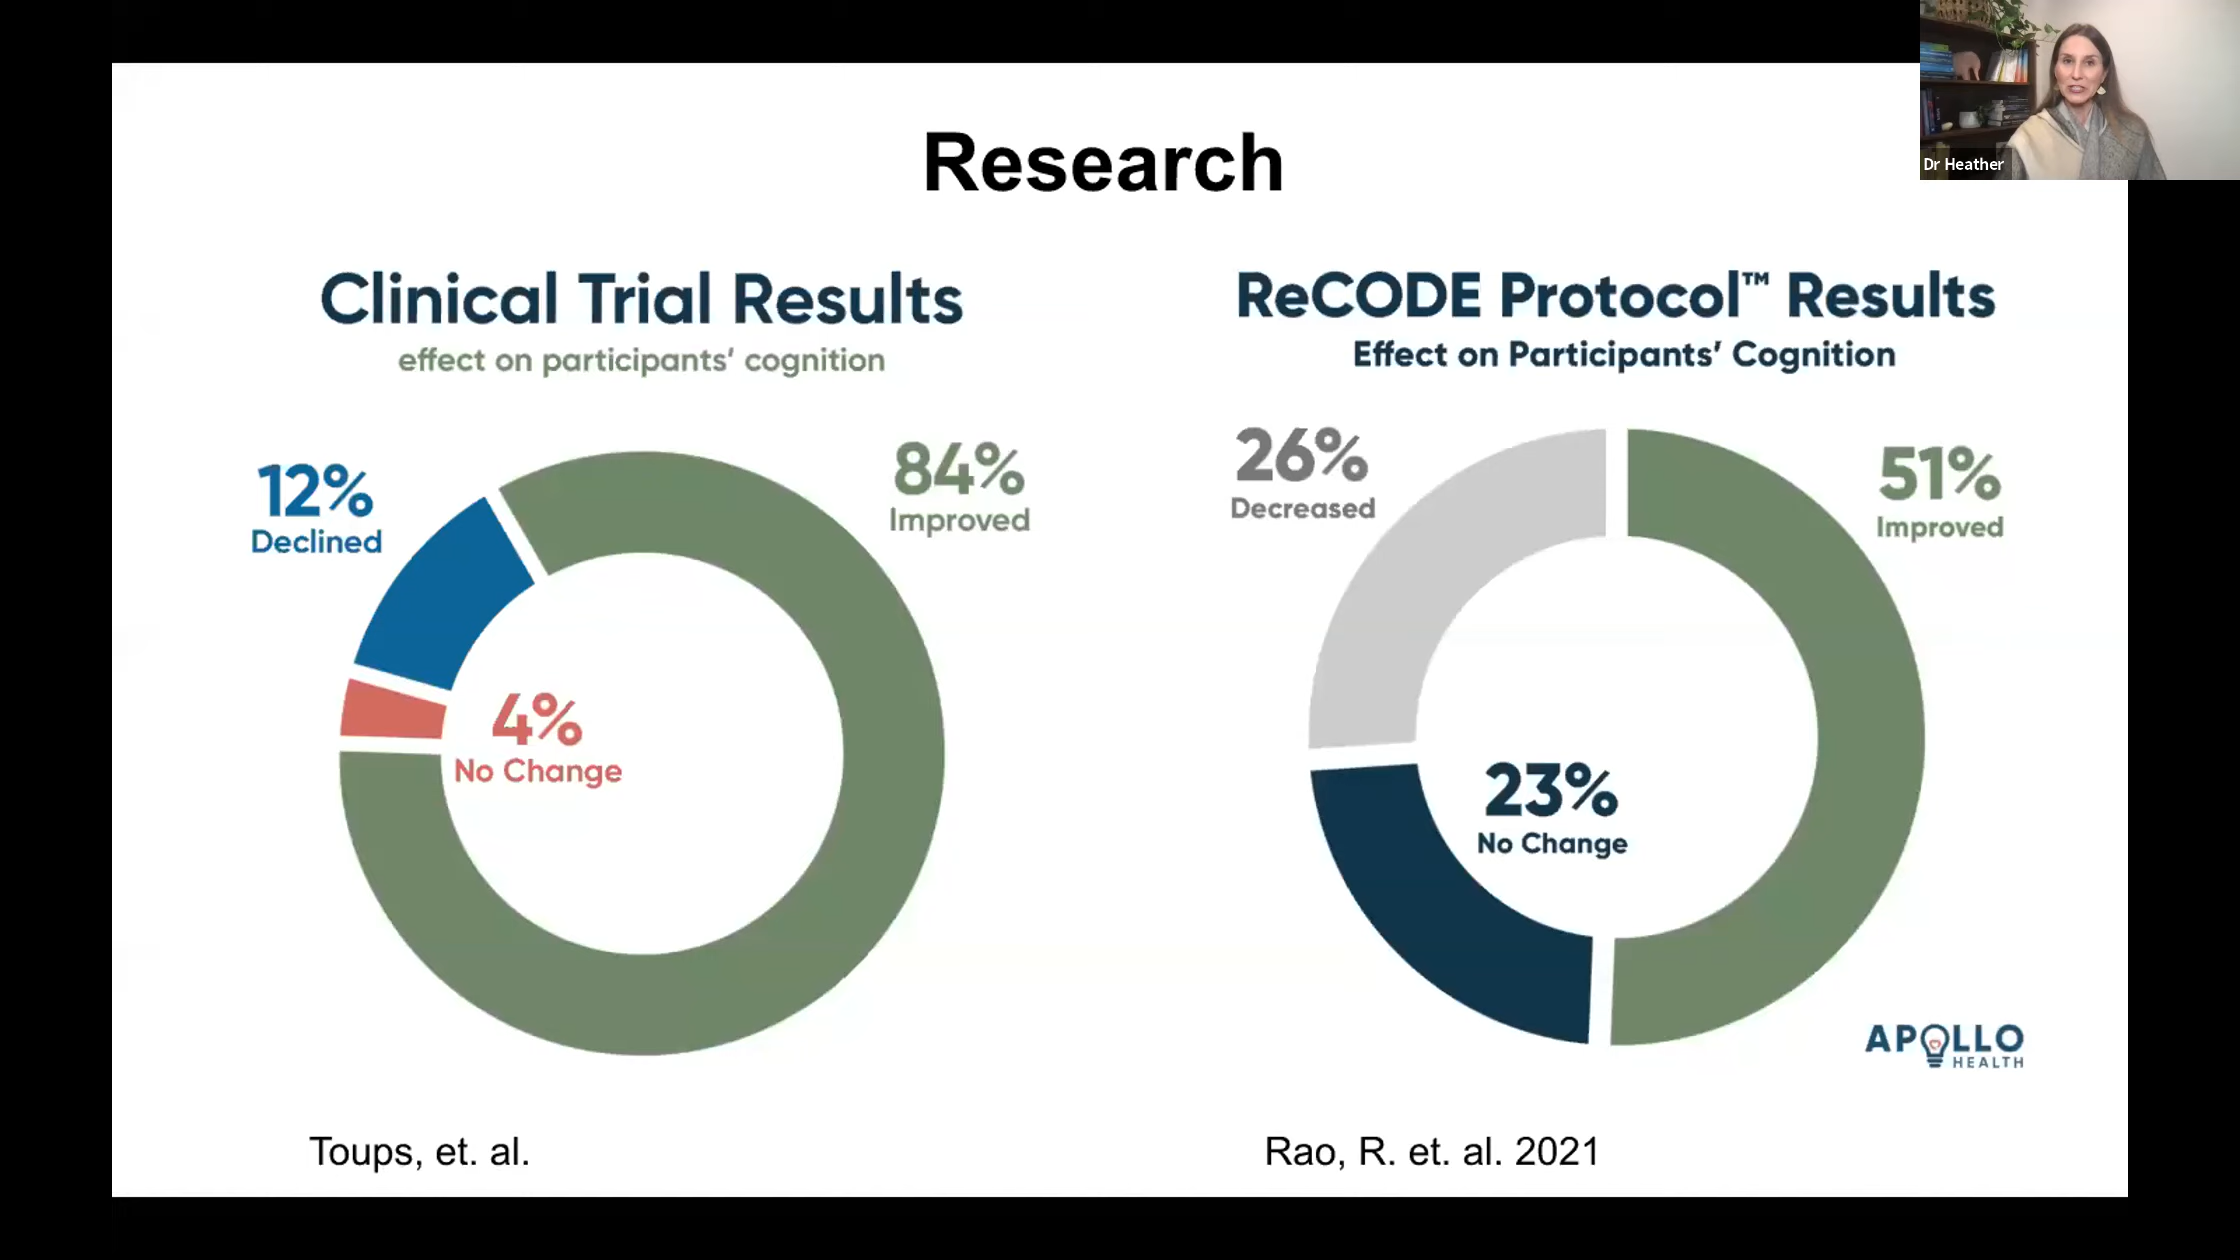 Dr Heather
Research
Clinical Trial Results
effect on participants' cognition
12%
Declined
84%
Improved
4%
No Change
Toups, et. al.
ReCODE Protocol™ Results
Effect on Participants' Cognition
26%
Decreased
51%
Improved
23%
No Change
APOLLO
HEALTH
Rao, R. et. al. 2021